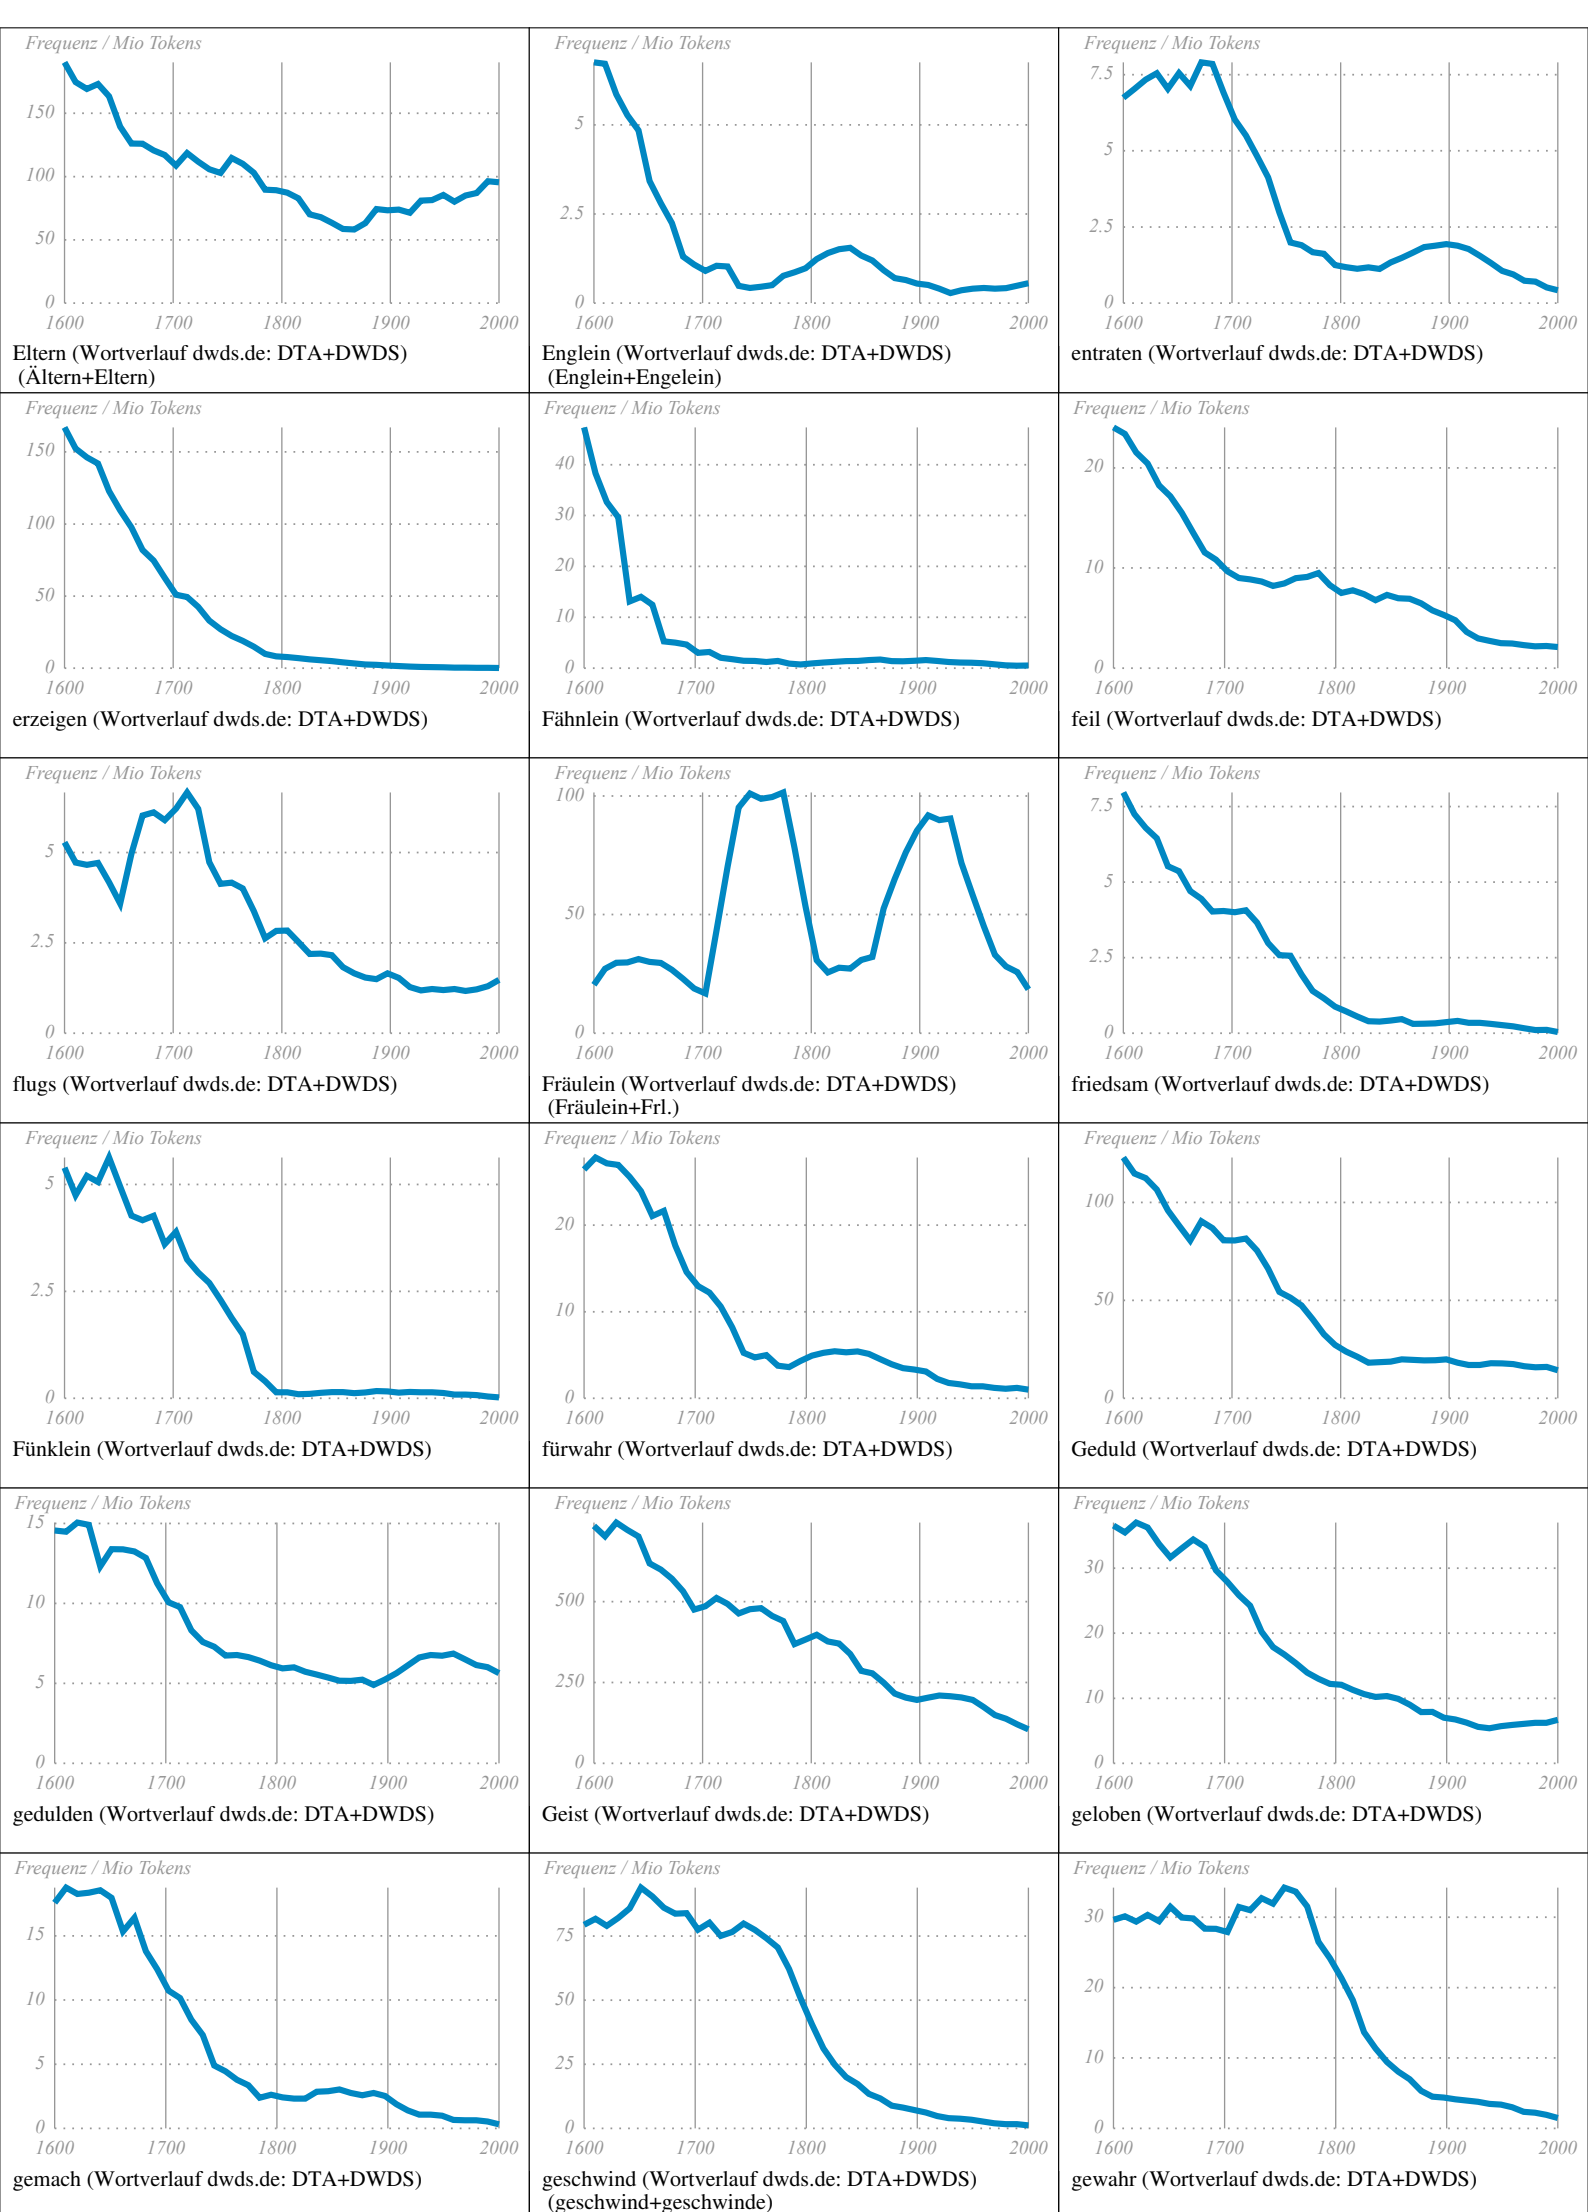 Frequenz / Mio Tokens
150
100
50
0
1600 1700 1800 1900 2000
Eltern (Wortverlauf dwds.de: DTA+DWDS)
(Ältern+Eltern)
Frequenz / Mio Tokens
5
2.5
0
1600 1700 1800 1900 2000
Englein (Wortverlauf dwds.de: DTA+DWDS)
(Englein+Engelein)
Frequenz / Mio Tokens
7.5
5
2.5
0
1600 1700 1800 1900 2000
entraten (Wortverlauf dwds.de: DTA+DWDS)
Frequenz / Mio Tokens
150
100
50
0
1600 1700 1800 1900 2000
erzeigen (Wortverlauf dwds.de: DTA+DWDS)
Frequenz / Mio Tokens
40
30
20
10
0
1600 1700 1800 1900 2000
Fähnlein (Wortverlauf dwds.de: DTA+DWDS)
Frequenz / Mio Tokens
20
10
0
1600 1700 1800 1900 2000
feil (Wortverlauf dwds.de: DTA+DWDS)
Frequenz / Mio Tokens
5
2.5
0
1600 1700 1800 1900 2000
flugs (Wortverlauf dwds.de: DTA+DWDS)
Frequenz / Mio Tokens
100
50
0
1600 1700 1800 1900 2000
Fräulein (Wortverlauf dwds.de: DTA+DWDS)
(Fräulein+Frl.)
Frequenz / Mio Tokens
7.5
5
2.5
0
1600 1700 1800 1900 2000
friedsam (Wortverlauf dwds.de: DTA+DWDS)
Frequenz / Mio Tokens
5
2.5
0
1600 1700 1800 1900 2000
Fünklein (Wortverlauf dwds.de: DTA+DWDS)
Frequenz / Mio Tokens
20
10
0
1600 1700 1800 1900 2000
fürwahr (Wortverlauf dwds.de: DTA+DWDS)
Frequenz / Mio Tokens
100
50
0
1600 1700 1800 1900 2000
Geduld (Wortverlauf dwds.de: DTA+DWDS)
Frequenz / Mio Tokens
15
10
5
0
1600 1700 1800 1900 2000
gedulden (Wortverlauf dwds.de: DTA+DWDS)
Frequenz / Mio Tokens
500
250
0
1600 1700 1800 1900 2000
Geist (Wortverlauf dwds.de: DTA+DWDS)
Frequenz / Mio Tokens
30
20
10
0
1600 1700 1800 1900 2000
geloben (Wortverlauf dwds.de: DTA+DWDS)
Frequenz / Mio Tokens
15
10
5
0
1600 1700 1800 1900 2000
gemach (Wortverlauf dwds.de: DTA+DWDS)
Frequenz / Mio Tokens
75
50
25
0
1600 1700 1800 1900 2000
geschwind (Wortverlauf dwds.de: DTA+DWDS)
(geschwind+geschwinde)
Frequenz / Mio Tokens
30
20
10
0
1600 1700 1800 1900 2000
gewahr (Wortverlauf dwds.de: DTA+DWDS)